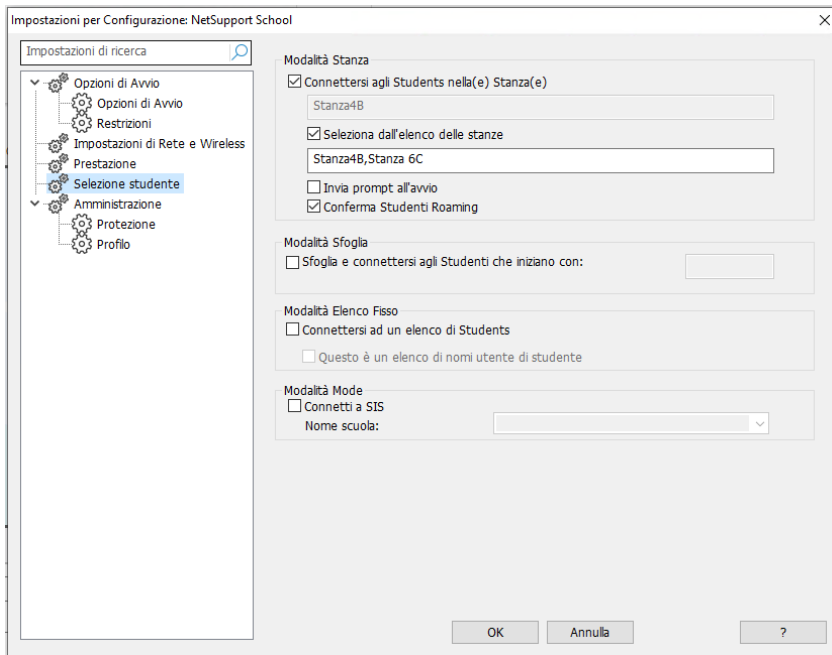 Impostazioni per Configurazione: NetSupport School
Impostazioni di ricerca
Opzioni di Avvio
Opzioni di Avvio
Restrizioni
Impostazioni di Rete e Wireless
Prestazione
Selezione studente
Amministrazione
Protezione
Profilo
Modalità Stanza
Connettersi agli Students nella(e) Stanza(e)
Stanza4B
Seleziona dall'elenco delle stanze
Stanza4B,Stanza 6C
Invia prompt all'avvio
Conferma Studenti Roaming
Modalità Sfoglia
Sfoglia e connettersi agli Studenti che iniziano con:
Modalità Elenco Fisso
Connettersi ad un elenco di Students
Questo è un elenco di nomi utente di studente
Modalità Mode
Connetti a SIS
Nome scuola:
OK
Annulla
?